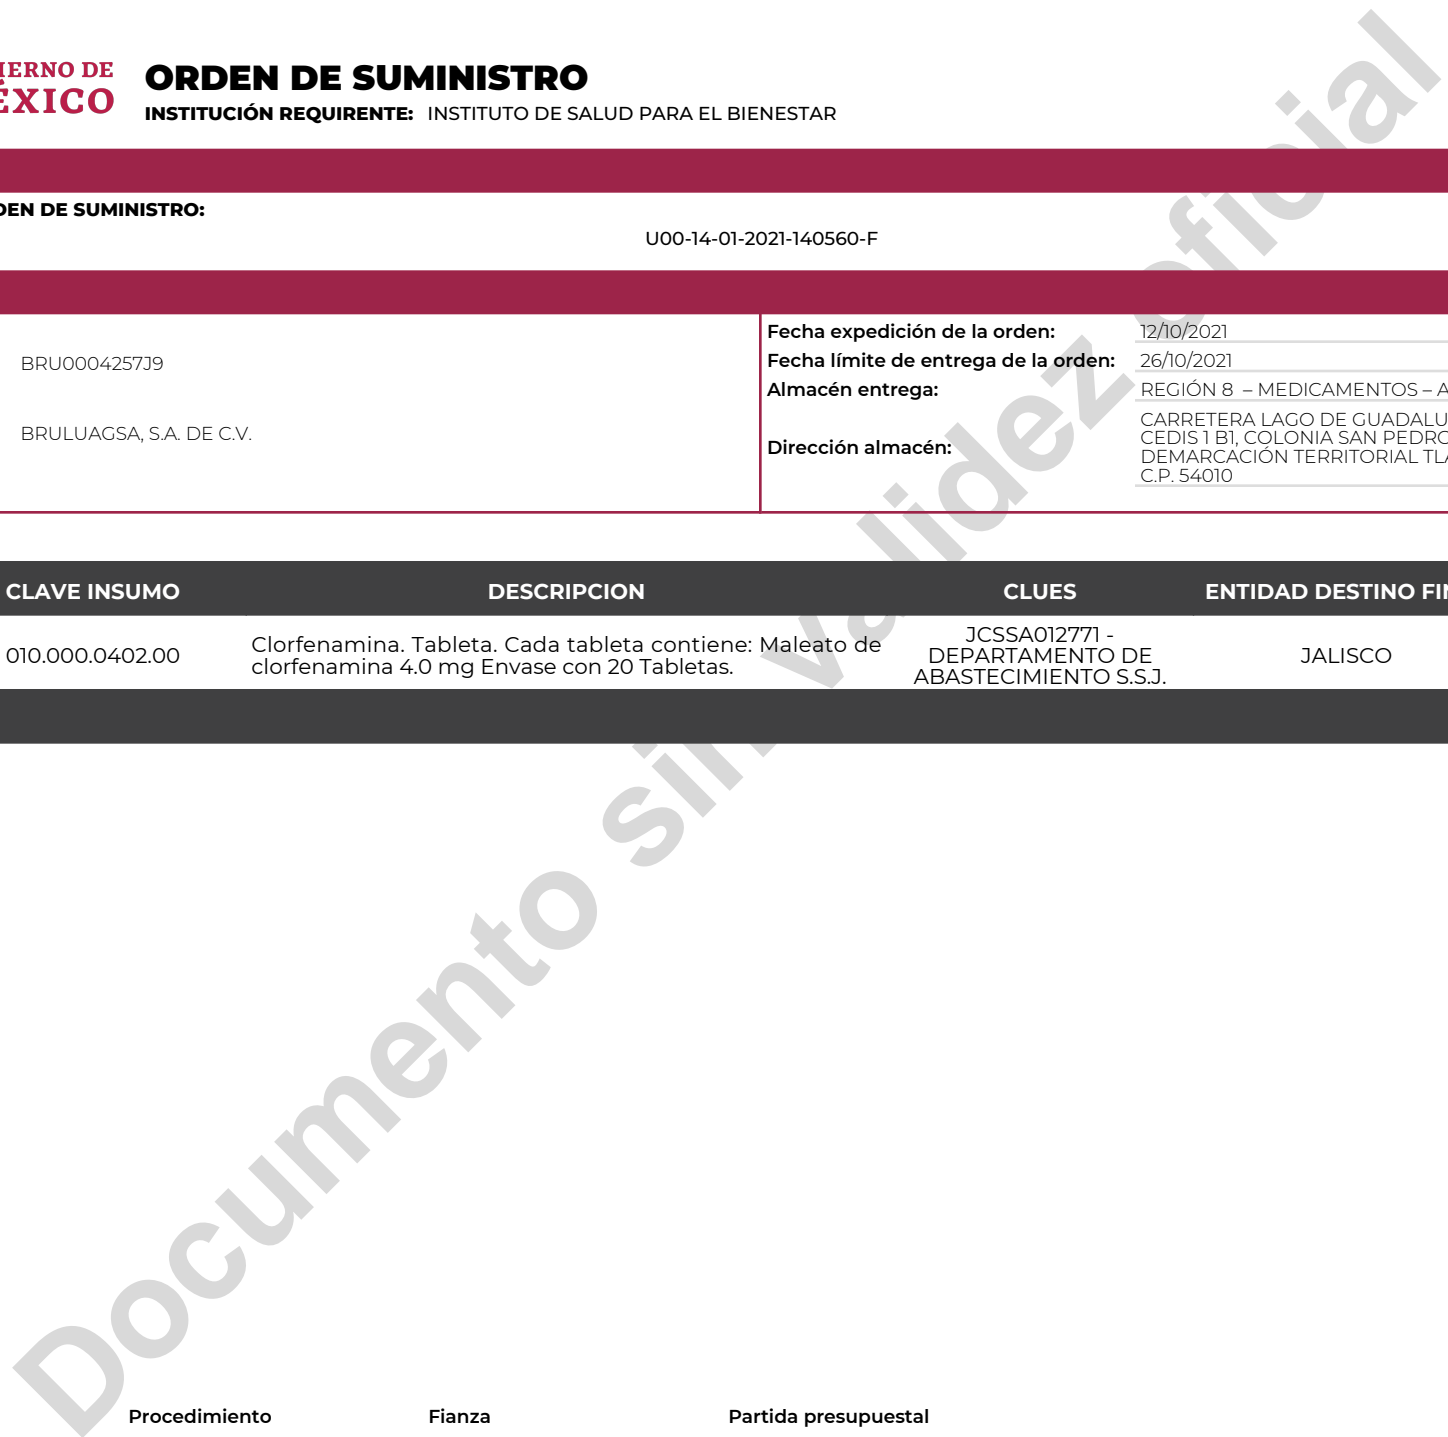 IERNO DE
ÉXICO
ORDEN DE SUMINISTRO
INSTITUCIÓN REQUIRENTE: INSTITUTO DE SALUD PARA EL BIENESTAR
DEN DE SUMINISTRO:
U00-14-01-2021-140560-F
BRU0004257J9
BRULUAGSA, S.A. DE C.V.
Fecha expedición de la orden: 12/10/2021
Fecha límite de entrega de la orden: 26/10/2021
Almacén entrega: REGIÓN 8 – MEDICAMENTOS – A
Dirección almacén:
CARRETERA LAGO DE GUADALU
CEDIS 1 B1, COLONIA SAN PEDRO
DEMARCACIÓN TERRITORIAL TLA
C.P. 54010
CLAVE INSUMO DESCRIPCION CLUES ENTIDAD DESTINO FIN
010.000.0402.00
Clorfenamina. Tableta. Cada tableta contiene: Maleato de
clorfenamina 4.0 mg Envase con 20 Tabletas.
JCSSA012771 -
DEPARTAMENTO DE
ABASTECIMIENTO S.S.J.
JALISCO
Documento sin validez oficial
Procedimiento Fianza Partida presupuestal